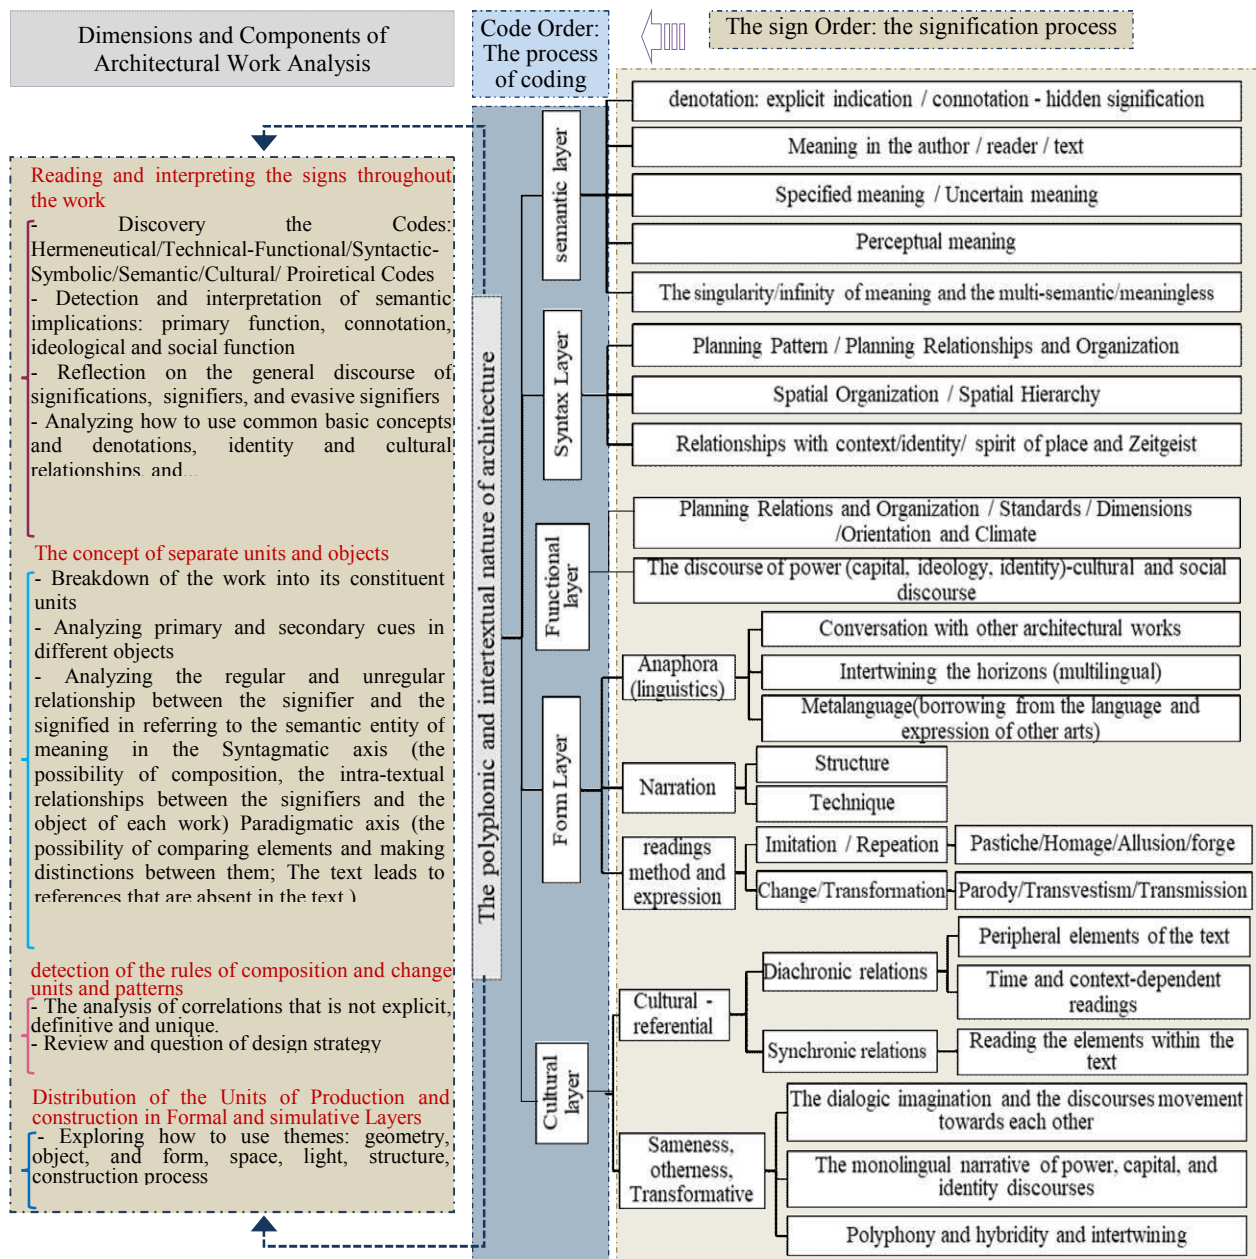 Dimensions and Components of
Architectural Work Analysis
Code Order:
The process
of coding
The sign Order: the signification process
Reading and interpreting the signs throughout
the work
- Discovery the Codes:
Hermeneutical/Technical-Functional/Syntactic-
Symbolic/Semantic/Cultural/ Proiretical Codes
- Detection and interpretation of semantic
implications: primary function, connotation,
ideological and social function
- Reflection on the general discourse of
significations, signifiers, and evasive signifiers
- Analyzing how to use common basic concepts
and denotations, identity and cultural
relationships, and...
The concept of separate units and objects
- Breakdown of the work into its constituent
units
- Analyzing primary and secondary cues in
different objects
- Analyzing the regular and unregular
relationship between the signifier and the
signified in referring to the semantic entity of
meaning in the Syntagmatic axis (the
possibility of composition, the intra-textual
relationships between the signifiers and the
object of each work) Paradigmatic axis (the
possibility of comparing elements and making
distinctions between them; The text leads to
references that are absent in the text.)
detection of the rules of composition and change
units and patterns
- The analysis of correlations that is not explicit,
definitive and unique.
- Review and question of design strategy
Distribution of the Units of Production and
construction in Formal and simulative Layers
- Exploring how to use themes: geometry,
object, and form, space, light, structure,
construction process
The polyphonic and intertextual nature of architecture
semantic layer
denotation: explicit indication / connotation - hidden signification
Meaning in the author / reader / text
Specified meaning / Uncertain meaning
Perceptual meaning
The singularity/infinity of meaning and the multi-semantic/meaningless
Syntax Layer
Planning Pattern / Planning Relationships and Organization
Spatial Organization / Spatial Hierarchy
Relationships with context/identity/ spirit of place and Zeitgeist
Functional
layer
Planning Relations and Organization / Standards / Dimensions
/Orientation and Climate
The discourse of power (capital, ideology, identity)-cultural and social
discourse
Form Layer
Anaphora
(linguistics)
Conversation with other architectural works
Intertwining the horizons (multilingual)
Metalanguage(borrowing from the language and
expression of other arts)
Narration
Structure
Technique
readings
method and
expression
Imitation / Repeation
Pastiche/Homage/Allusion/forge
Change/Transformation
Parody/Transvestism/Transmission
Cultural
layer
Cultural -
referential
Diachronic relations
Peripheral elements of the text
Time and context-dependent
readings
Synchronic relations
Reading the elements within the
text
Sameness,
otherness,
Transformative
The dialogic imagination and the discourses movement
towards each other
The monolingual narrative of power, capital, and
identity discourses
Polyphony and hybridity and intertwining